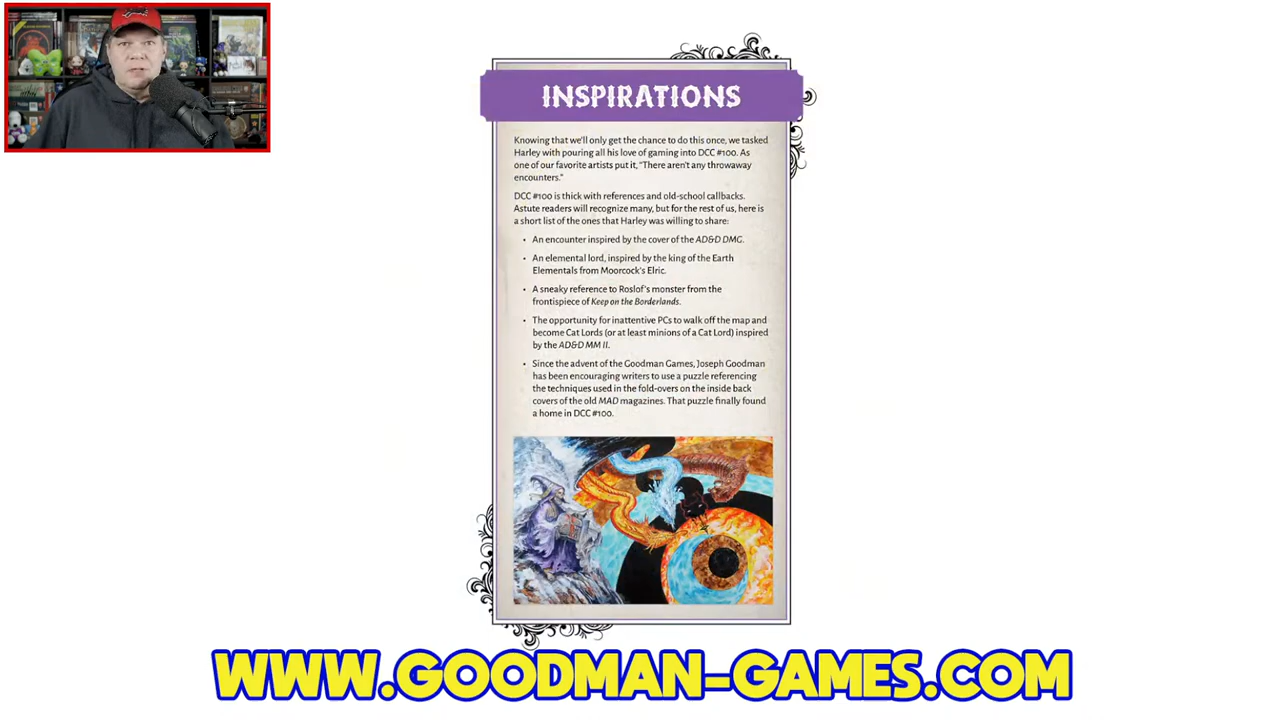 INSPIRATIONS
Knowing that we'll only get the chance to do this once, we tasked
Harley with pouring all his love of gaming into DCC #100. As
one of our favorite artists put it, "There aren't any throwaway
encounters."
DCC #100 is thick with references and old-school callbacks.
Astute readers will recognize many, but for the rest of us, here is
a short list of the ones that Harley was willing to share:
• An encounter inspired by the cover of the AD&D DMG.
• An elemental lord, inspired by the king of the Earth
Elementals from Moorcock's Elric.
• A sneaky reference to Roslof's monster from the
frontispiece of Keep on the Borderlands.
• The opportunity for inattentive PCs to walk off the map and
become Cat Lords (or at least minions of a Cat Lord) inspired
by the AD&D MM II.
• Since the advent of the Goodman Games, Joseph Goodman
has been encouraging writers to use a puzzle referencing
the techniques used in the fold-overs on the inside back
covers of the old MAD magazines. That puzzle finally found
a home in DCC #100.
WWW.GOODMAN-GAMES.COM